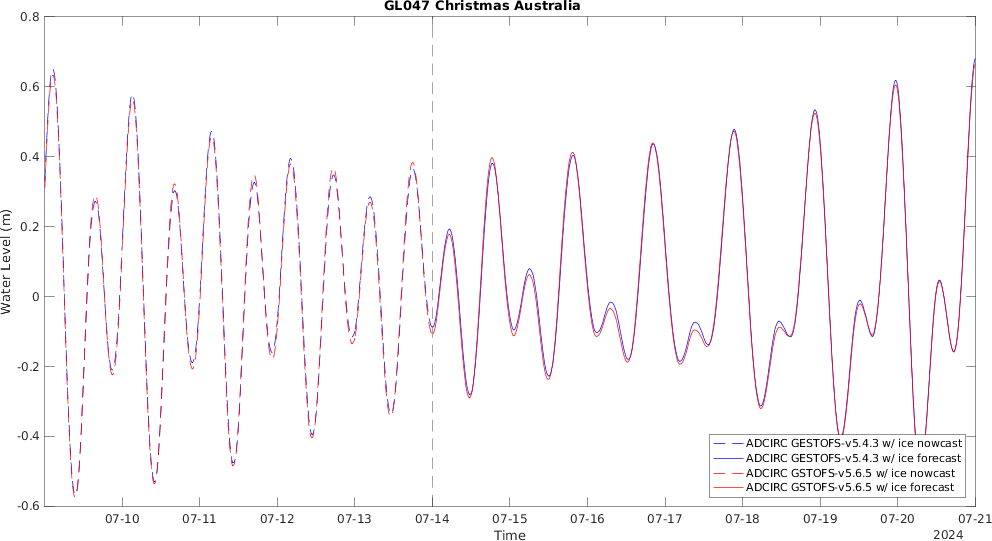 GL047 Christmas Australia
0.8
0.6
0.4
0.2
0
-0.2
-0.4
-0.6
Water Level (m)
07-10 07-11 07-12 07-13 07-14 07-15 07-16 07-17 07-18 07-19 07-20 07-21
Time
2024
ADCIRC GESTOFS-v5.4.3 w/ ice nowcast
ADCIRC GESTOFS-v5.4.3 w/ ice forecast
ADCIRC GSTOFS-v5.6.5 w/ ice nowcast
ADCIRC GSTOFS-v5.6.5 w/ ice forecast